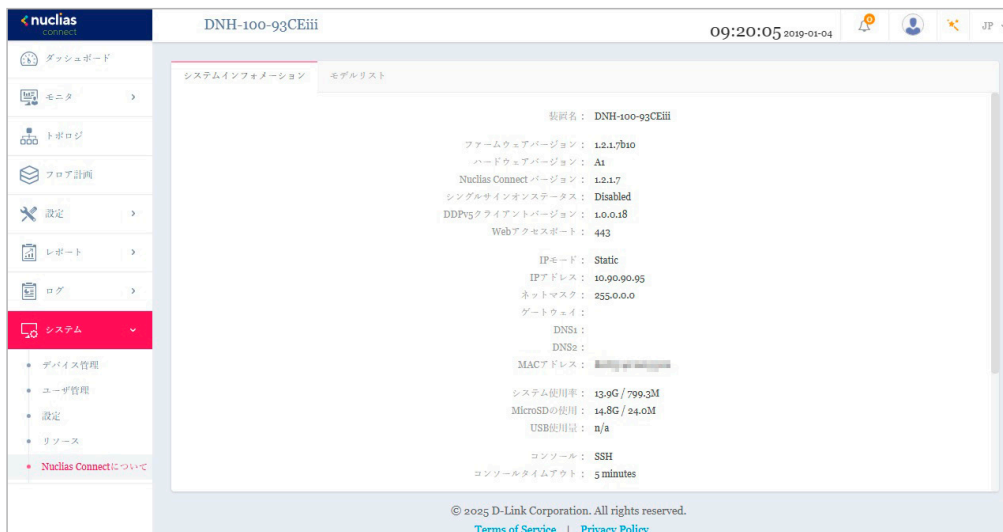 nuclias
connect
DNH-100-93CEiii
09:20:05 2019-01-04
0
JP
ダッシュボード
モニタ
トポロジ
フロア計画
設定
レポート
ログ
システム
デバイス管理
ユーザ管理
設定
リソース
Nuclias Connectについて
システムインフォメーション モデルリスト
装置名： DNH-100-93CEiii
ファームウェアバージョン： 1.2.1.7b10
ハードウェアバージョン： A1
Nuclias Connect バージョン： 1.2.1.7
シングルサインオンステータス： Disabled
DDPv5クライアントバージョン： 1.0.0.18
Webアクセスポート： 443
IPモード： Static
IPアドレス： 10.90.90.95
ネットマスク： 255.0.0.0
ゲートウェイ：
DNS1：
DNS2：
MACアドレス：
システム使用率： 13.9G / 799.3M
MicroSDの使用： 14.8G / 24.0M
USB使用量： n/a
コンソール： SSH
コンソールタイムアウト： 5 minutes
© 2025 D-Link Corporation. All rights reserved.
Terms of Service | Privacy Policy